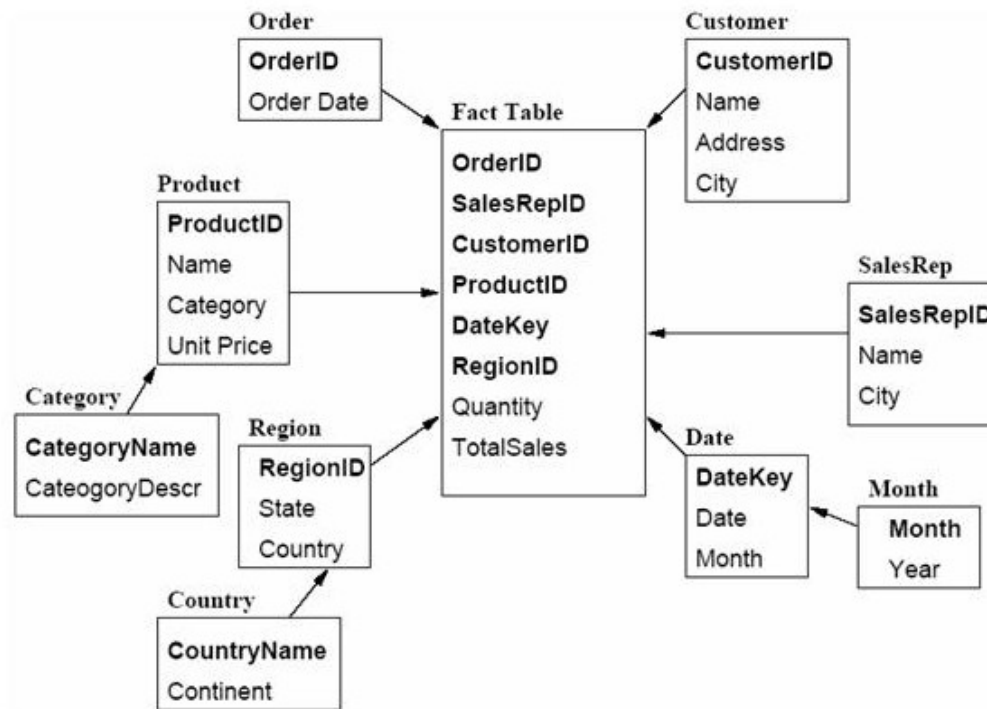 Order
OrderID
Order Date
Customer
CustomerID
Name
Address
City
Fact Table
OrderID
SalesRepID
CustomerID
ProductID
DateKey
RegionID
Quantity
TotalSales
Product
ProductID
Name
Category
Unit Price
SalesRep
SalesRepID
Name
City
Category
CategoryName
CateogoryDescr
Region
RegionID
State
Country
Date
DateKey
Date
Month
Month
Month
Year
Country
CountryName
Continent